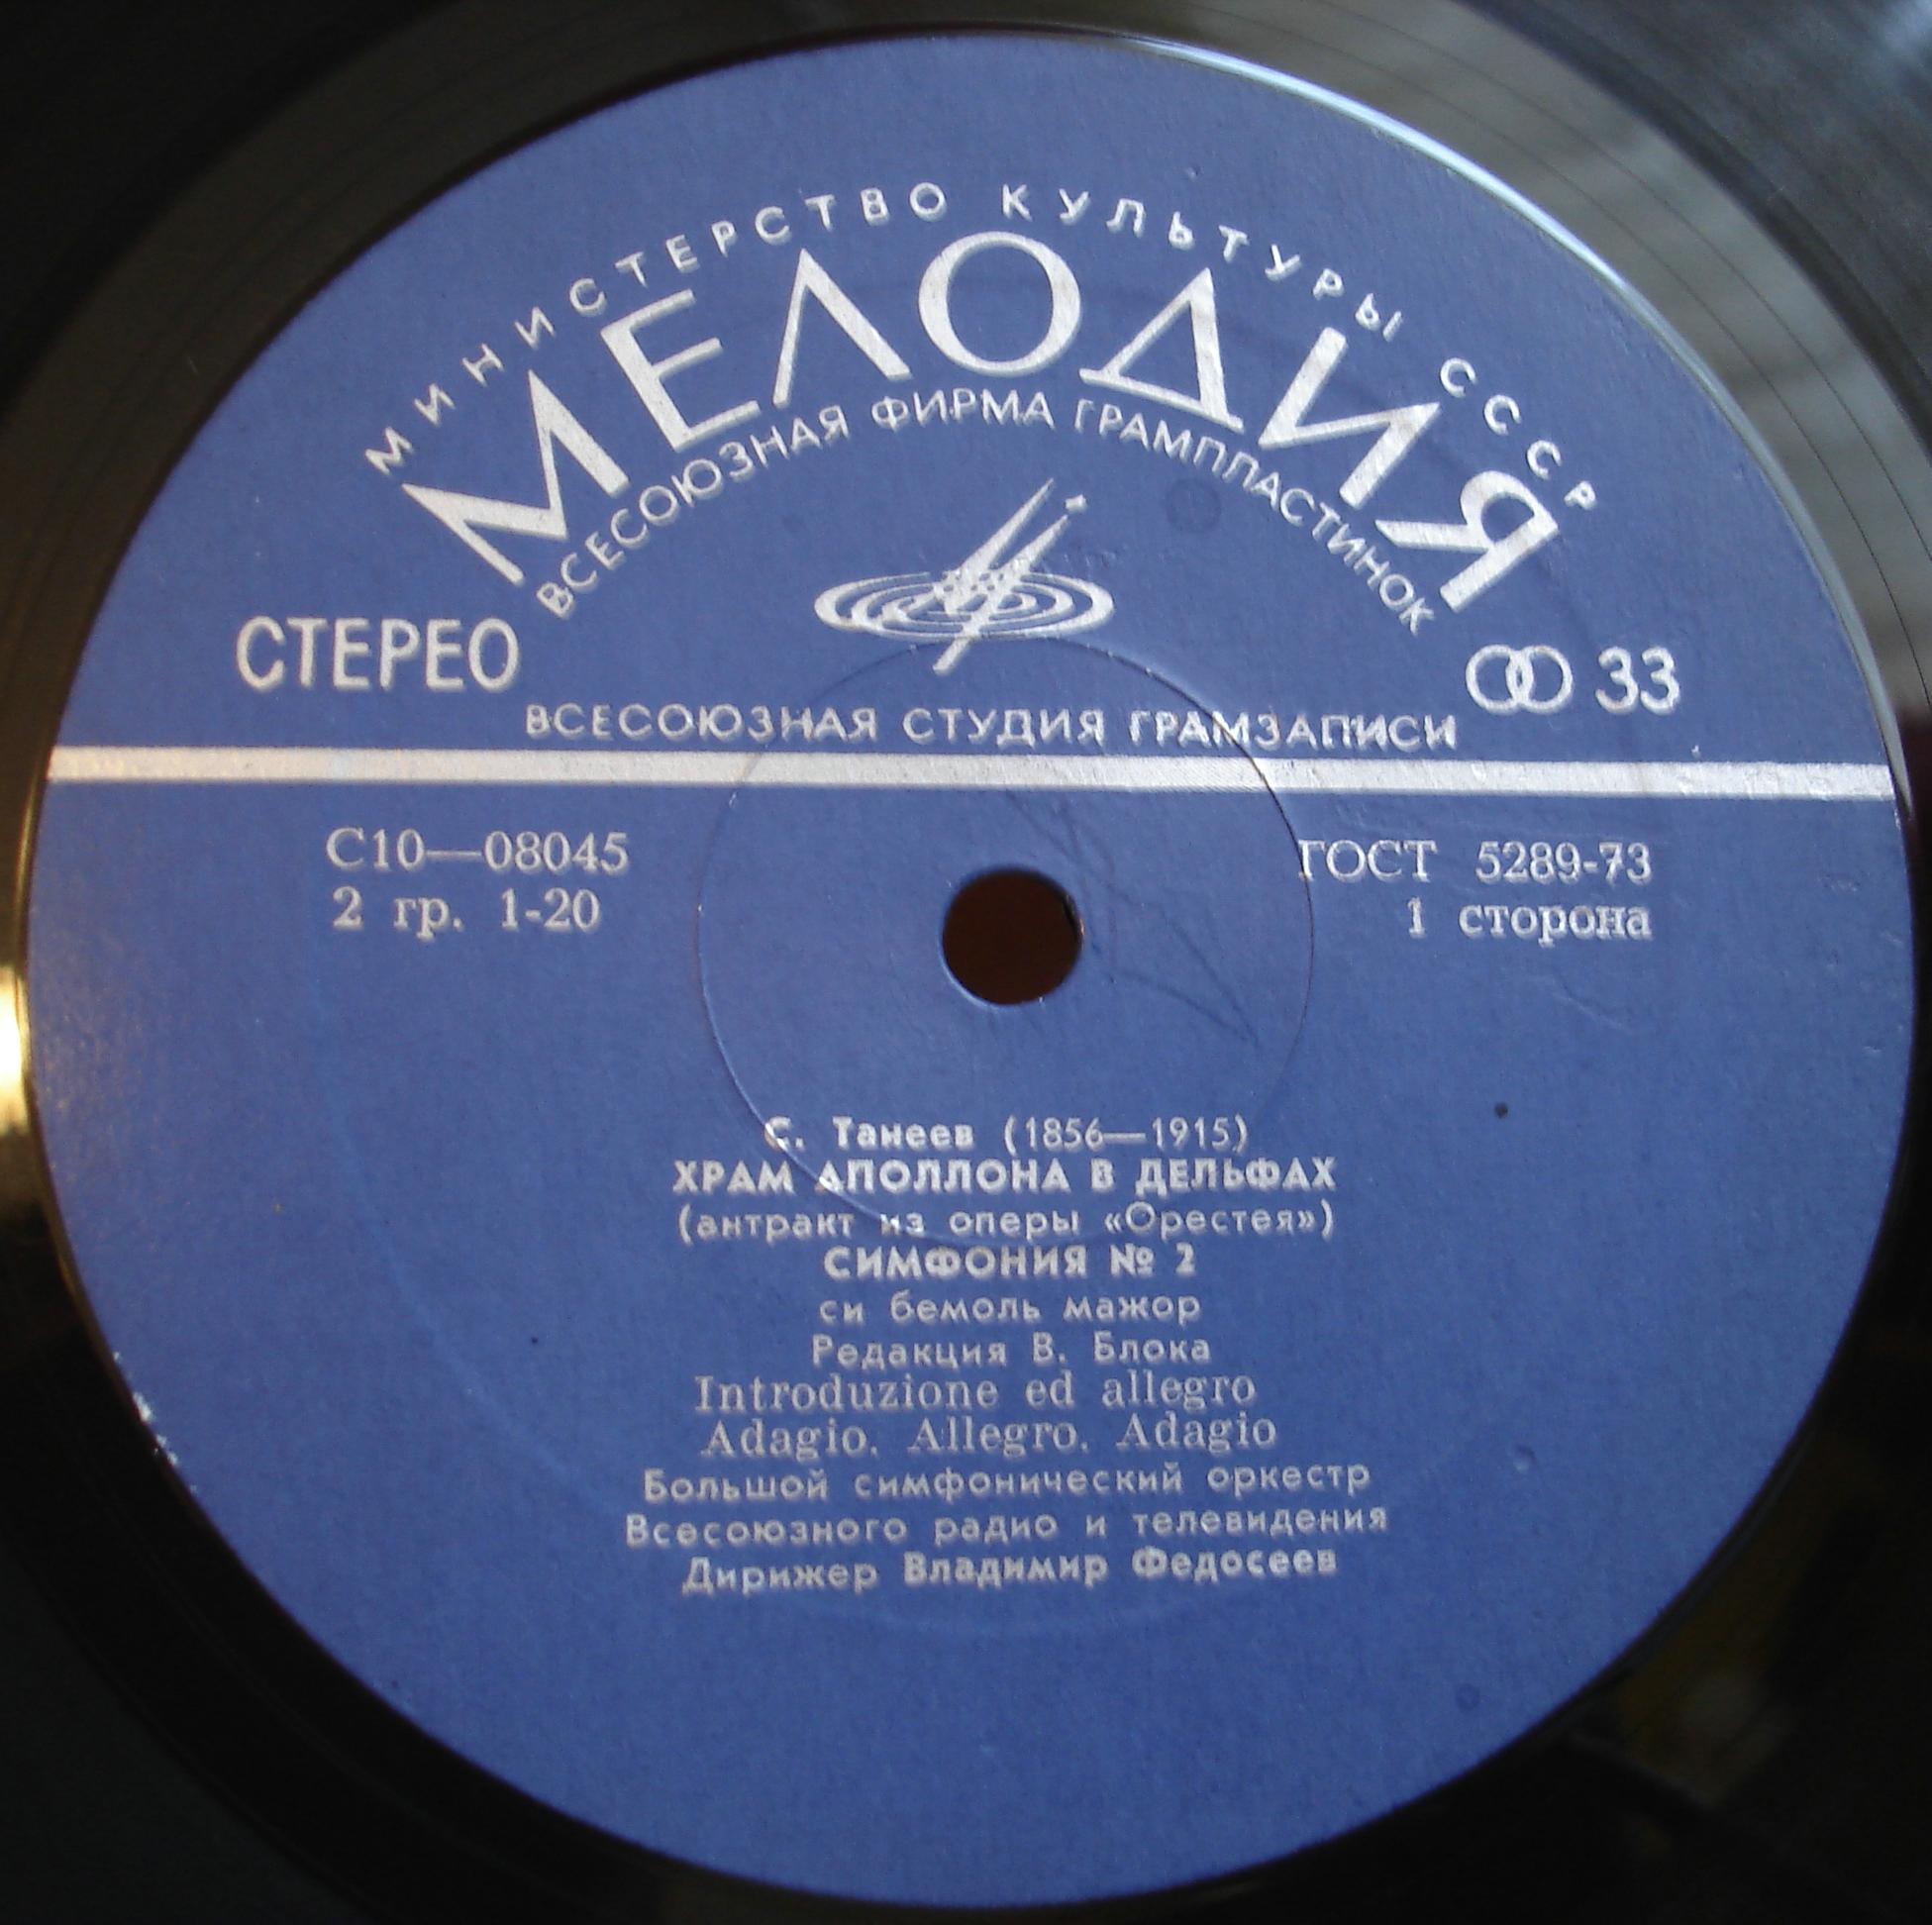 МИНИСТЕРСТВО КУЛЬТУРЫ СССР
МЕЛОДИЯ
ВСЕСОЮЗНАЯ ФИРМА ГРАМПЛАСТИНОК
СТЕРЕО
33
ВСЕСОЮЗНАЯ СТУДИЯ ГРАМЗАПИСИ
С10—08045
ГОСТ 5289-73
2 гр. 1-20
1 сторона
С. Танеев (1856—1915)
ХРАМ АПОЛЛОНА В ДЕЛЬФАХ
(антракт из оперы «Орестея»)
СИМФОНИЯ № 2
си бемоль мажор
Редакция В. Блока
Introduzione ed allegro
Adagio. Allegro. Adagio
Большой симфонический оркестр
Всесоюзного радио и телевидения
Дирижер Владимир Федосеев